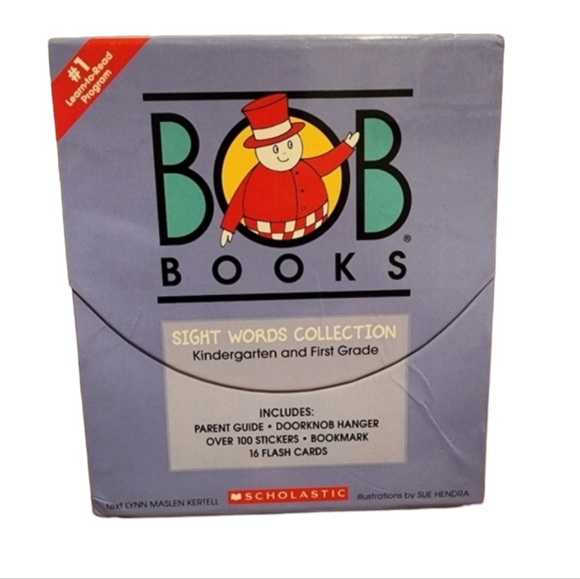 #1
Learn-to-Read
Program
BOB
BOOKS®
SIGHT WORDS COLLECTION
Kindergarten and First Grade
INCLUDES:
PARENT GUIDE • DOORKNOB HANGER
OVER 100 STICKERS • BOOKMARK
16 FLASH CARDS
text LYNN MASLEN KERTELL
SCHOLASTIC
illustrations by SUE HENDRA